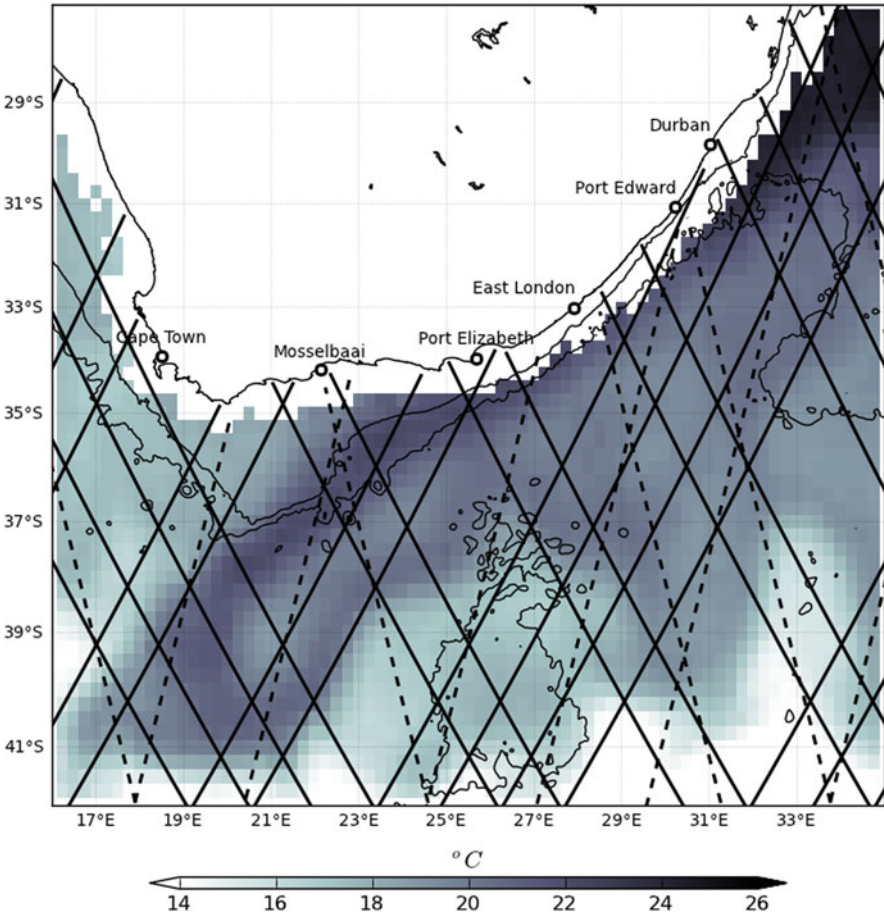 29°S
Durban
Port Edward
31°S
East London
33°S
Cape Town
Port Elizabeth
Mosselbaai
35°S
37°S
39°S
41°S
17°E 19°E 21°E 23°E 25°E 27°E 29°E 31°E 33°E
°C
14 16 18 20 22 24 26